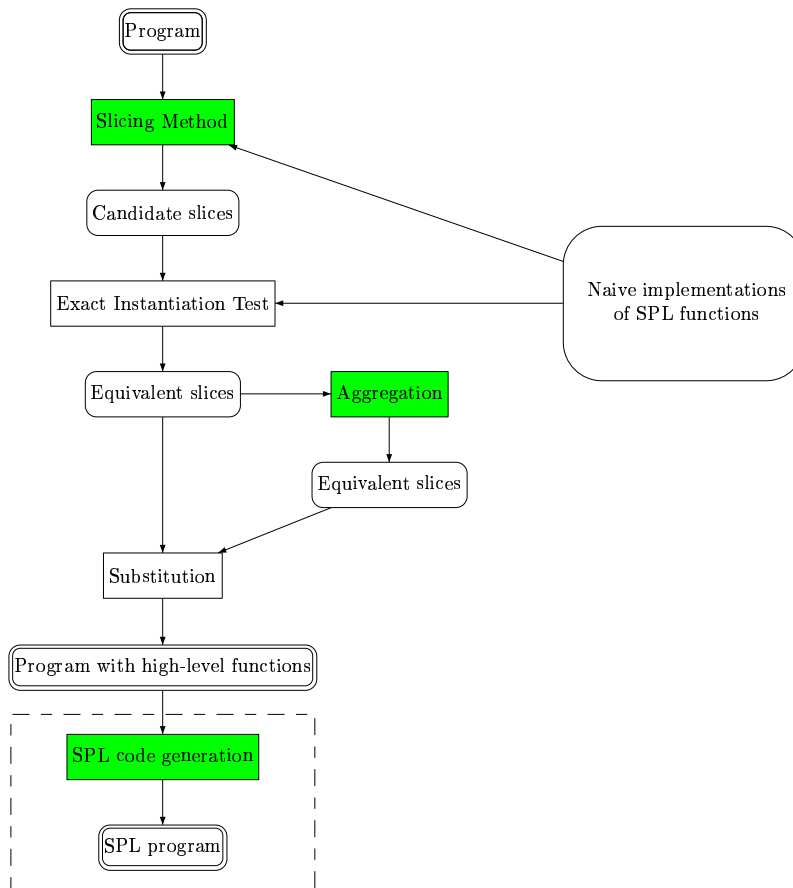 Program
Slicing Method
Candidate slices
Naive implementations
of SPL functions
Exact Instantiation Test
Equivalent slices
Aggregation
Equivalent slices
Substitution
Program with high-level functions
SPL code generation
SPL program